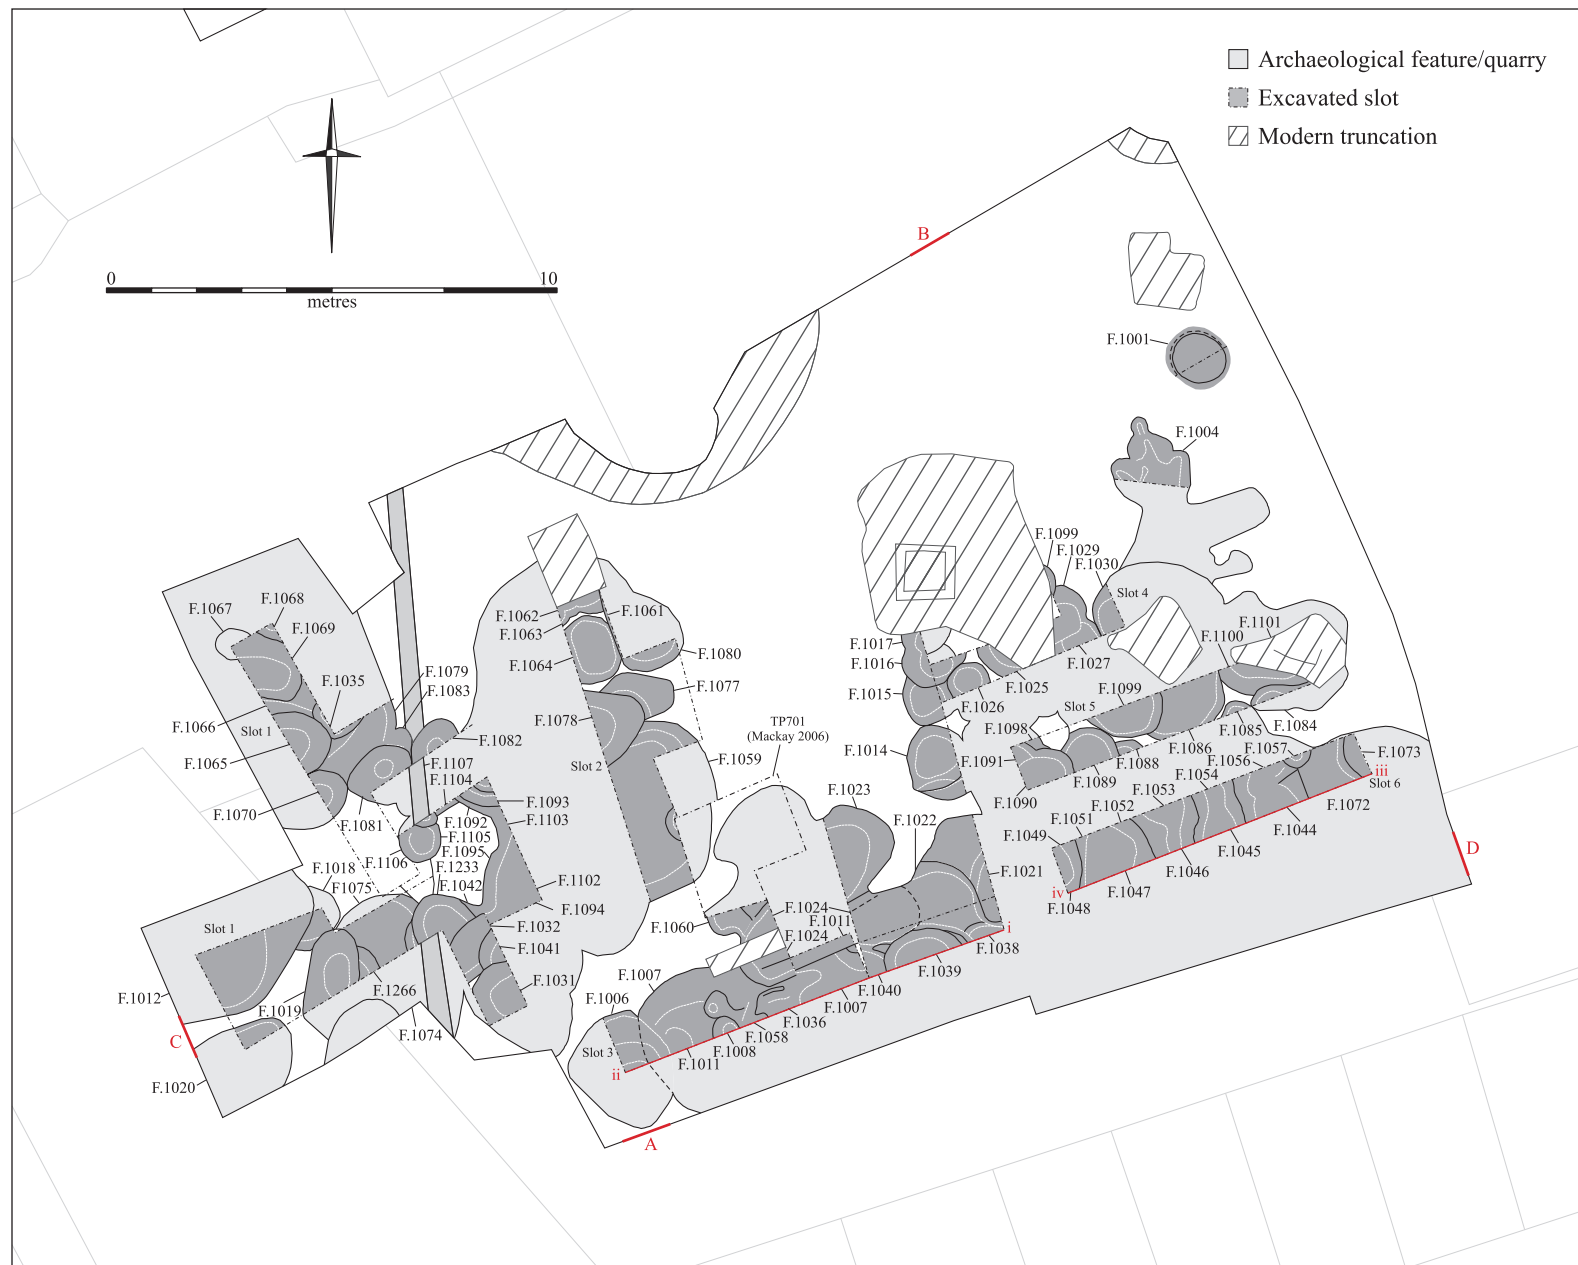 Archaeological feature/quarry
Excavated slot
Modern truncation
0 10
metres
B
F.1001
F.1004
F.1099
F.1029
F.1030
Slot 4
F.1067
F.1068
F.1069
F.1062
F.1061
F.1063
F.1064
F.1080
F.1017
F.1016
F.1015
F.1100
F.1101
F.1027
F.1025
F.1026
F.1099
F.1079
F.1083
F.1035
F.1077
F.1078
F.1066
Slot 1
F.1065
F.1082
F.1107
F.1104
TP701
(Mackay 2006)
F.1059
Slot 2
F.1014
Slot 5
F.1098
F.1091
F.1084
F.1085
F.1086
F.1088
F.1089
F.1090
F.1057
F.1056
F.1054
F.1053
F.1052
F.1051
F.1049
F.1073
iii
Slot 6
F.1072
F.1044
F.1045
F.1046
F.1047
iv
F.1048
D
F.1070
F.1081
F.1093
F.1103
F.1092
F.1105
F.1106
F.1095
F.1233
F.1042
F.1023
F.1022
F.1021
F.1018
F.1075
F.1102
F.1094
F.1032
F.1041
F.1031
Slot 1
F.1060
F.1024
F.1011
F.1024
i
F.1038
F.1039
F.1040
F.1007
F.1036
F.1058
F.1008
F.1011
F.1007
F.1006
Slot 3
ii
F.1012
F.1019
F.1266
F.1074
C
F.1020
A